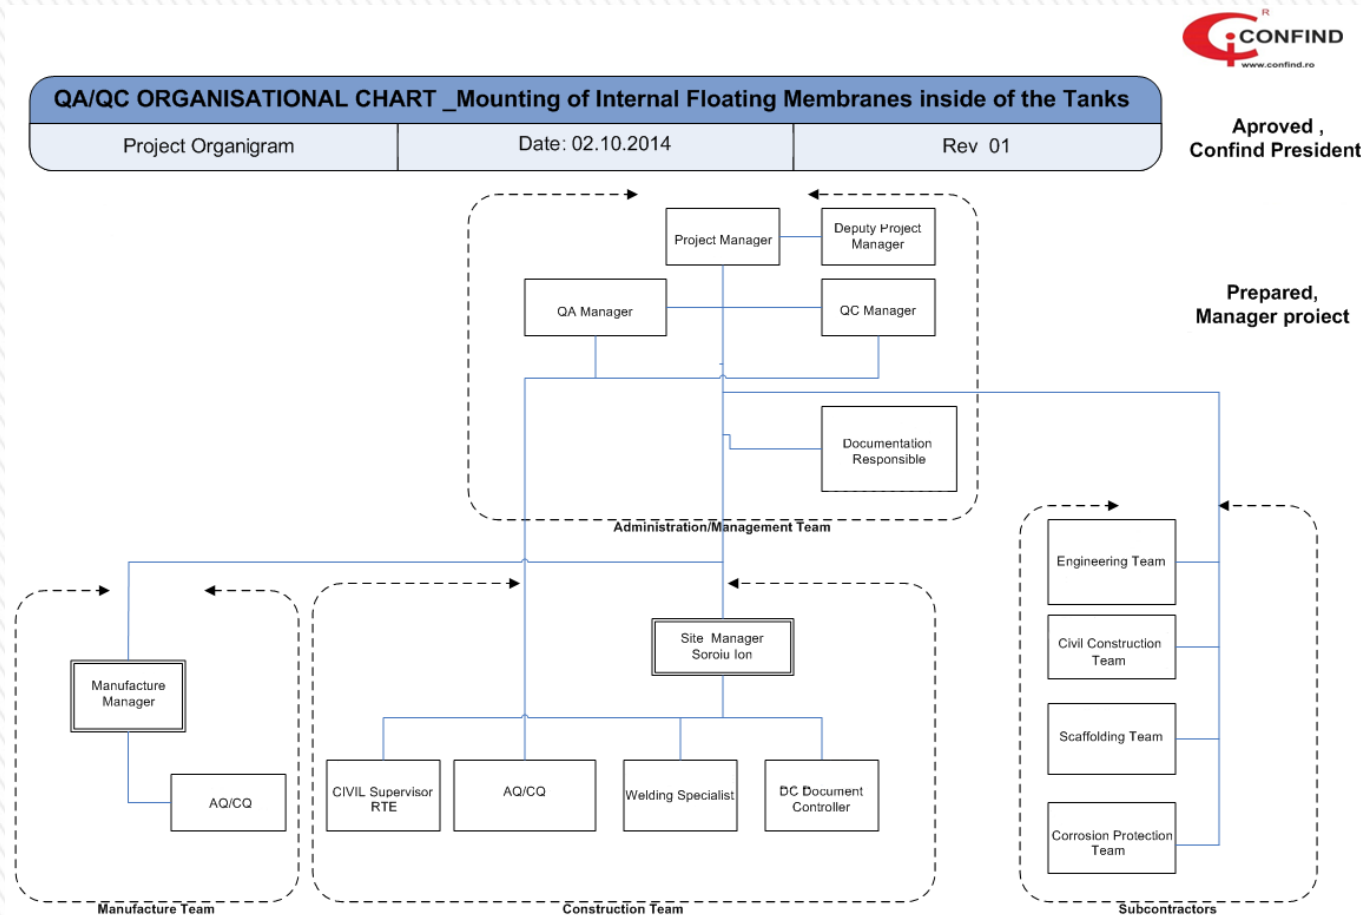 R
CONFIND
www.confind.ro
QA/QC ORGANISATIONAL CHART _Mounting of Internal Floating Membranes inside of the Tanks
Project Organigram
Date: 02.10.2014
Rev 01
Aproved ,
Confind President
Project Manager
Deputy Project
Manager
QA Manager
QC Manager
Prepared,
Manager proiect
Documentation
Responsible
Administration/Management Team
Engineering Team
Civil Construction
Team
Scaffolding Team
Corrosion Protection
Team
Subcontractors
Site Manager
Soroiu Ion
Manufacture
Manager
AQ/CQ
Manufacture Team
CIVIL Supervisor
RTE
AQ/CQ
Welding Specialist
DC Document
Controller
Construction Team